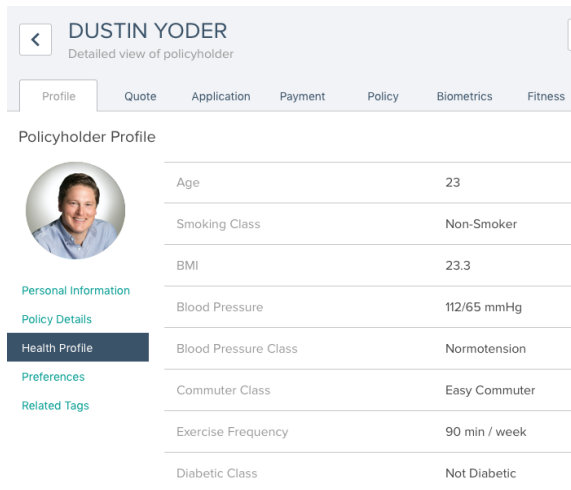 DUSTIN YODER
Detailed view of policyholder
Profile Quote Application Payment Policy Biometrics Fitness
Policyholder Profile
Personal Information
Policy Details
Health Profile
Preferences
Related Tags
Age 23
Smoking Class Non-Smoker
BMI 23.3
Blood Pressure 112/65 mmHg
Blood Pressure Class Normotension
Commuter Class Easy Commuter
Exercise Frequency 90 min / week
Diabetic Class Not Diabetic